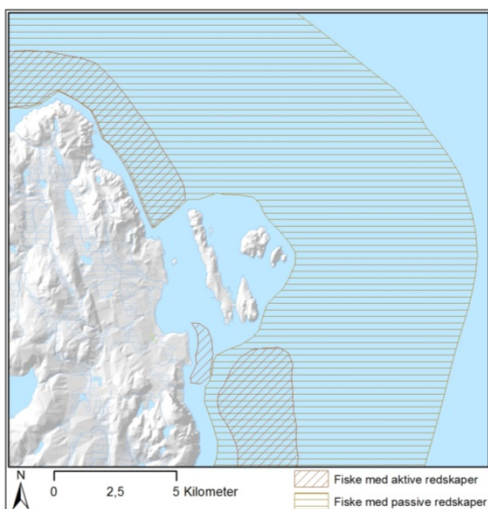 N
0 2,5 5 Kilometer
Fiske med aktive redskaper
Fiske med passive redskaper